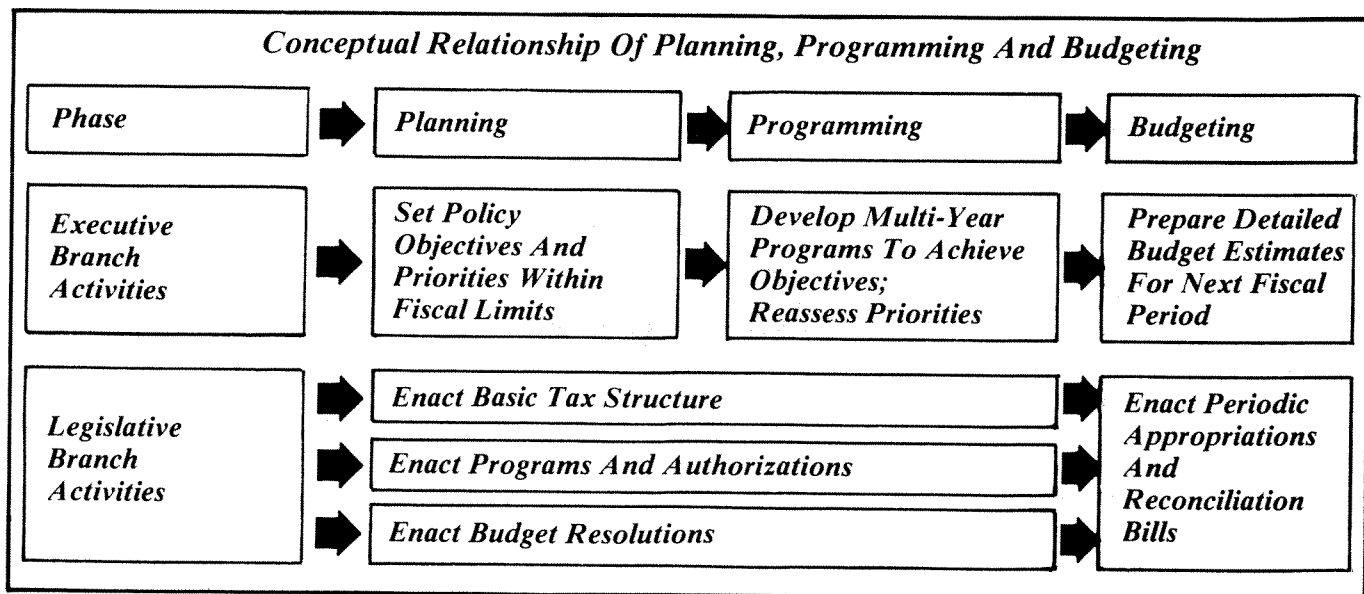 Conceptual Relationship Of Planning, Programming And Budgeting
Phase
Planning
Programming
Budgeting
Executive
Branch
Activities
Set Policy
Objectives And
Priorities Within
Fiscal Limits
Develop Multi-Year
Programs To Achieve
Objectives;
Reassess Priorities
Prepare Detailed
Budget Estimates
For Next Fiscal
Period
Legislative
Branch
Activities
Enact Basic Tax Structure
Enact Programs And Authorizations
Enact Budget Resolutions
Enact Periodic
Appropriations
And
Reconciliation
Bills